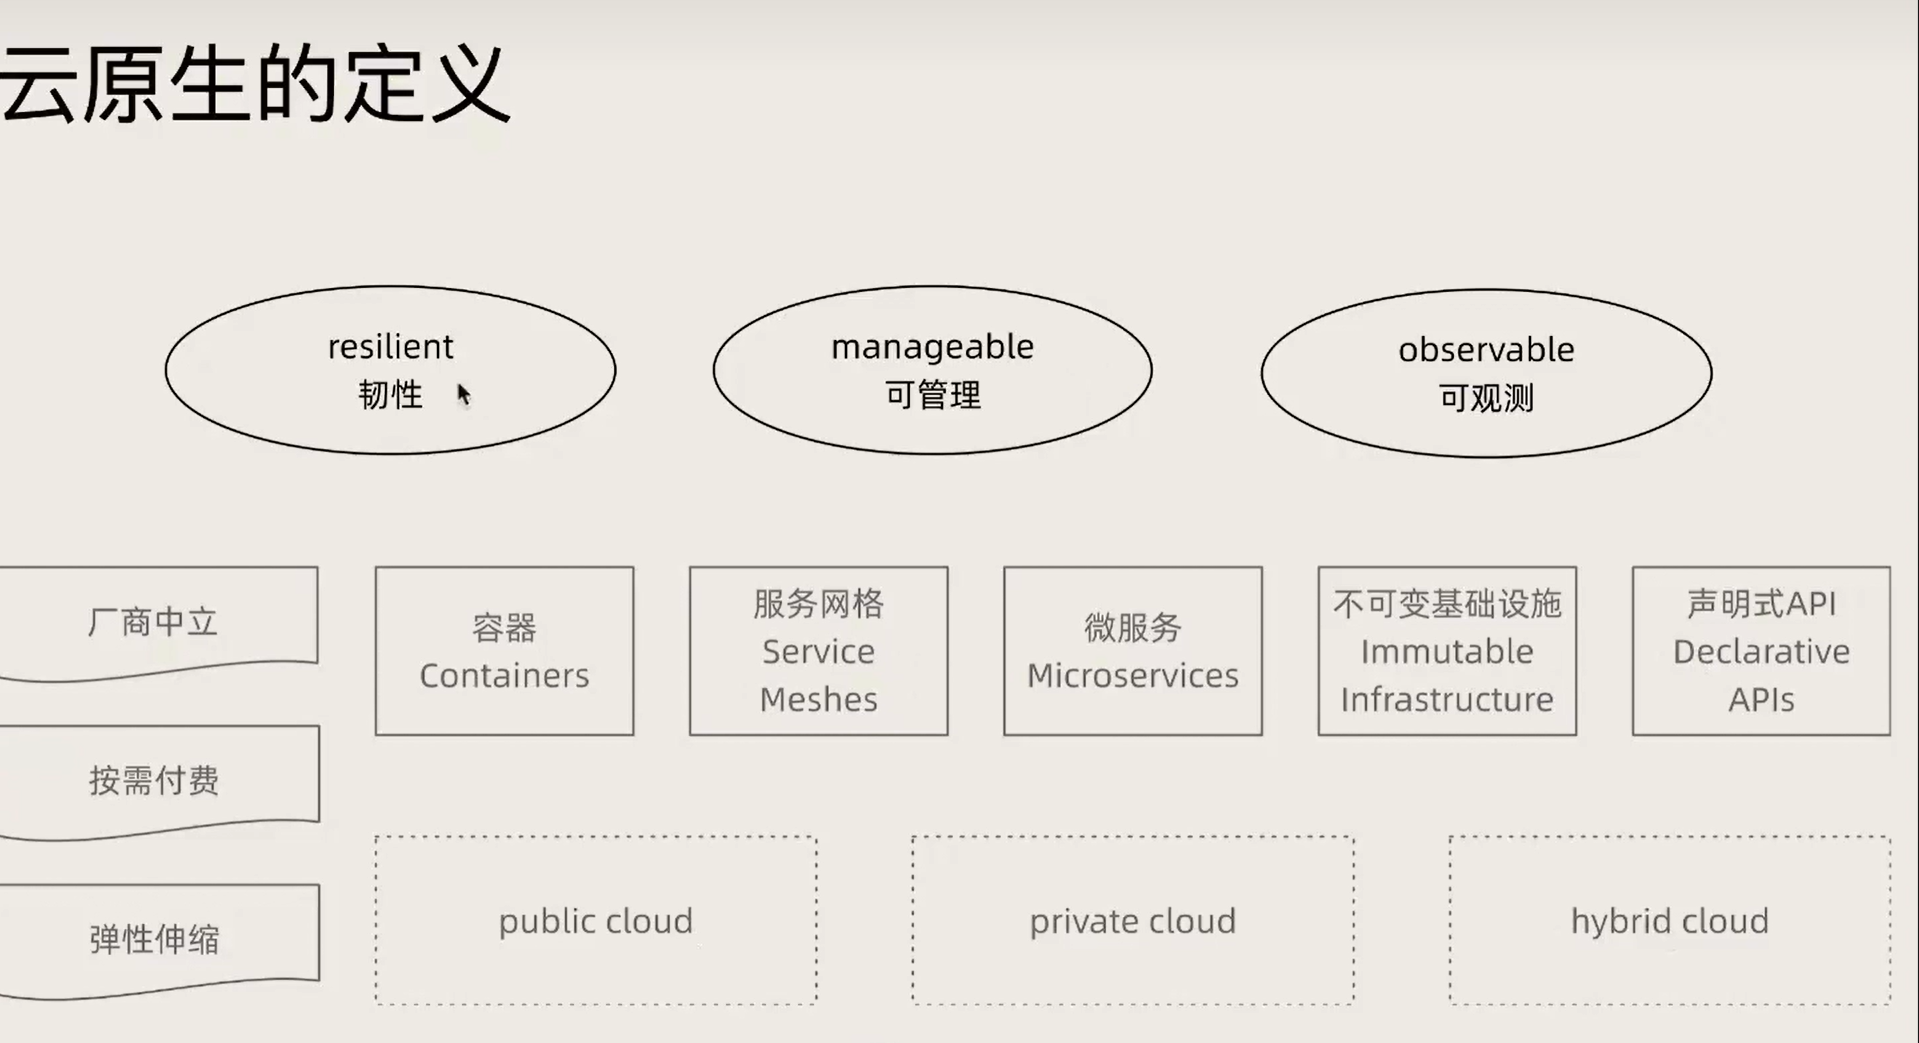 云原生的定义
resilient
韧性
manageable
可管理
observable
可观测
厂商中立
容器
Containers
服务网格
Service
Meshes
微服务
Microservices
不可变基础设施
Immutable
Infrastructure
声明式API
Declarative
APIs
按需付费
弹性伸缩
public cloud
private cloud
hybrid cloud